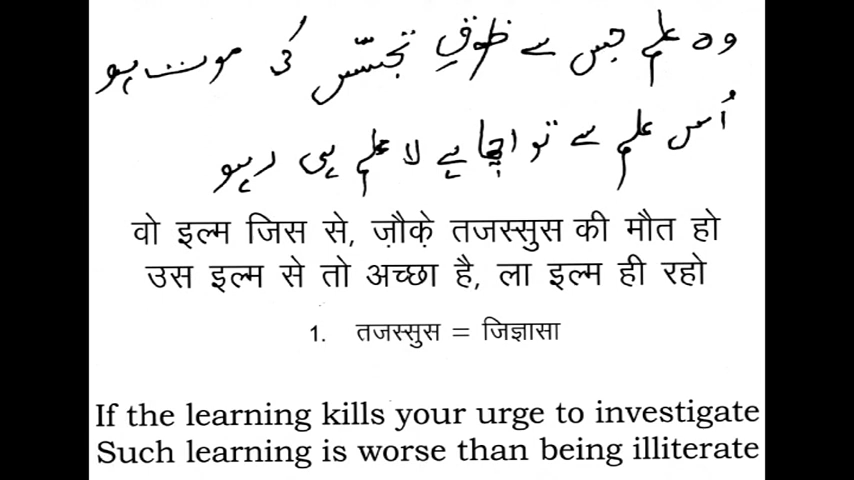 وہ علم جس سے ذوقِ تجسّس کی موت ہو
اُس علم سے تو اچھا ہے لا علم ہی رہو
वो इल्म जिस से, ज़ौक़े तजस्सुस की मौत हो
उस इल्म से तो अच्छा है, ला इल्म ही रहो
1. तजस्सुस = जिज्ञासा
If the learning kills your urge to investigate
Such learning is worse than being illiterate